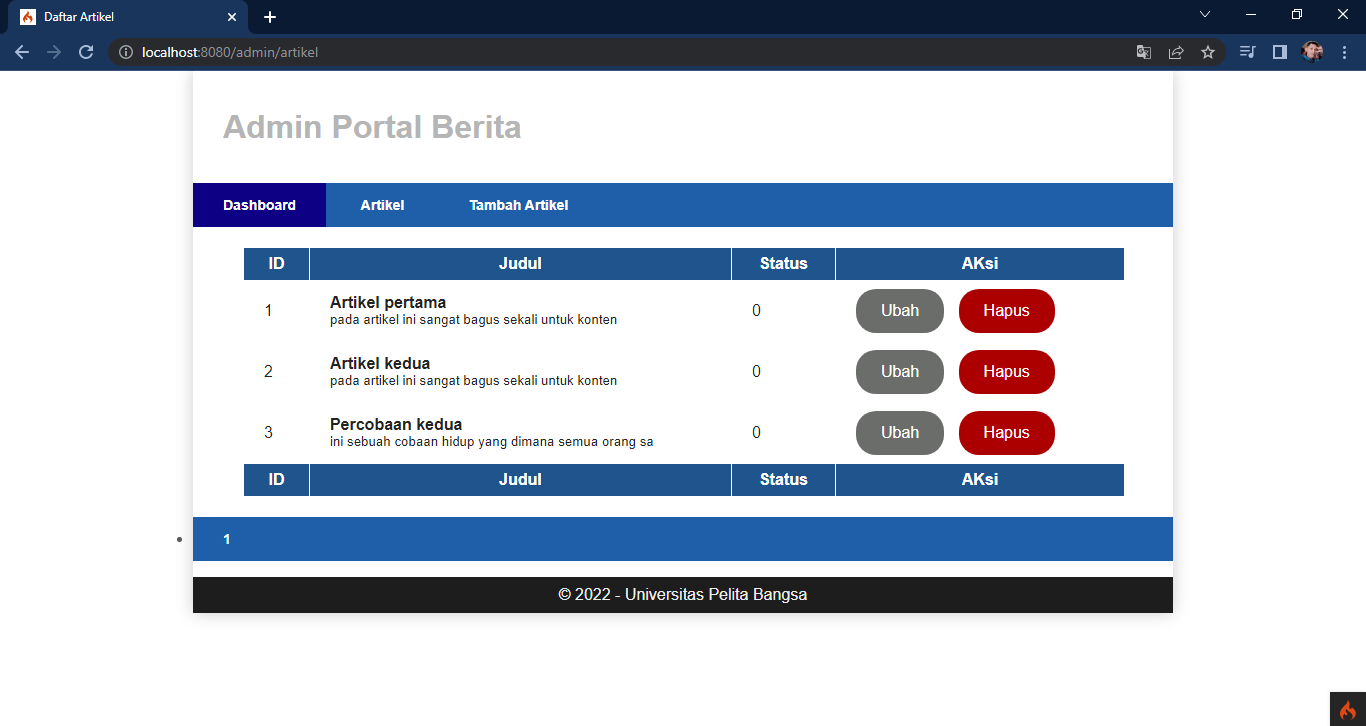 Daftar Artikel
localhost:8080/admin/artikel
Admin Portal Berita
Dashboard Artikel Tambah Artikel
ID Judul Status AKsi
1 Artikel pertama 0 Ubah Hapus
pada artikel ini sangat bagus sekali untuk konten
2 Artikel kedua 0 Ubah Hapus
pada artikel ini sangat bagus sekali untuk konten
3 Percobaan kedua 0 Ubah Hapus
ini sebuah cobaan hidup yang dimana semua orang sa
ID Judul Status AKsi
1
© 2022 - Universitas Pelita Bangsa